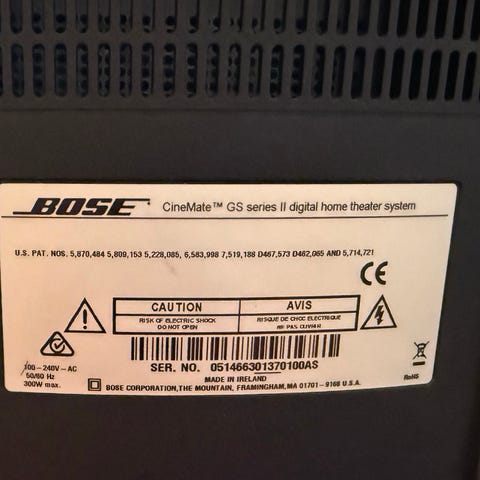 BOSE CineMate™ GS series II digital home theater system
U.S. PAT. NOS. 5,870,484 5,809,153 5,228,085, 6,583,998 7,519,188 D467,573 D462,065 AND 5,714,721
CE
CAUTION AVIS
RISK OF ELECTRIC SHOCK RISQUE DE CHOC ELECTRIQUE
DO NOT OPEN NE PAS OUVRIR
SER. NO. 051466301370100AS
100-240V~AC MADE IN IRELAND
50/60 Hz BOSE CORPORATION, THE MOUNTAIN, FRAMINGHAM, MA 01701-9168 U.S.A. RoHS
300W max.